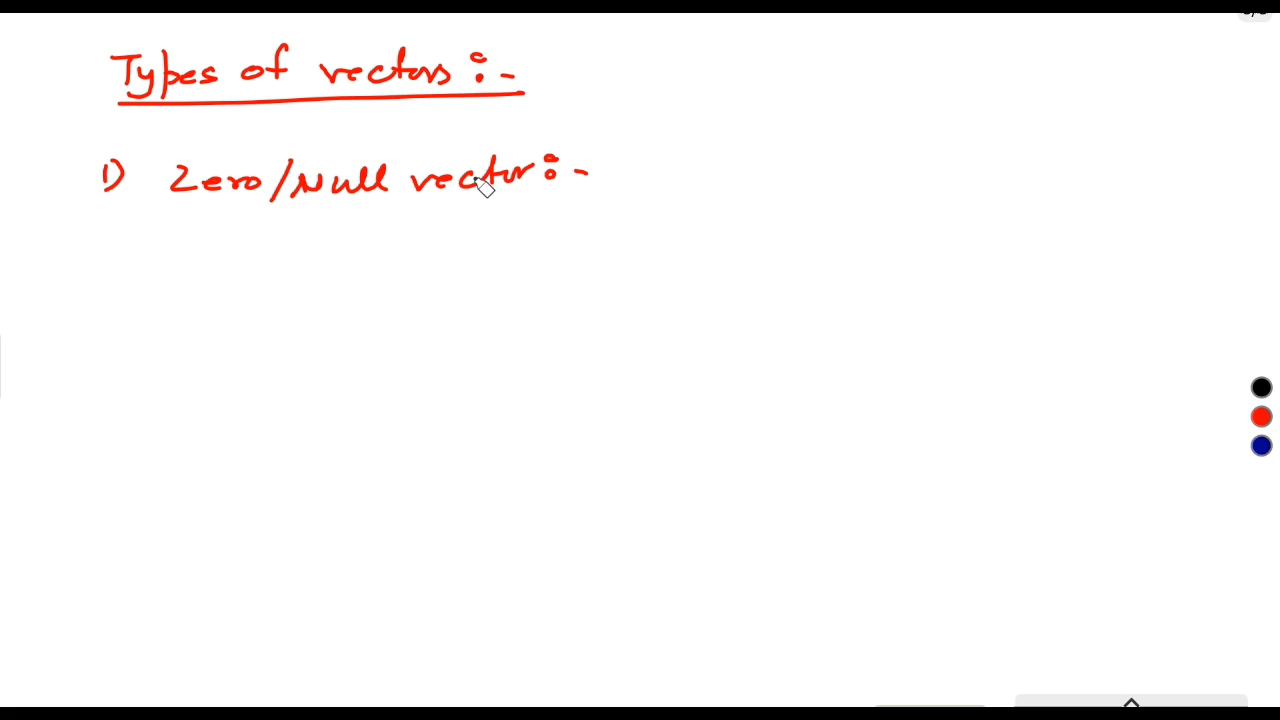 Types of vectors :-
1) Zero/Null vector :-